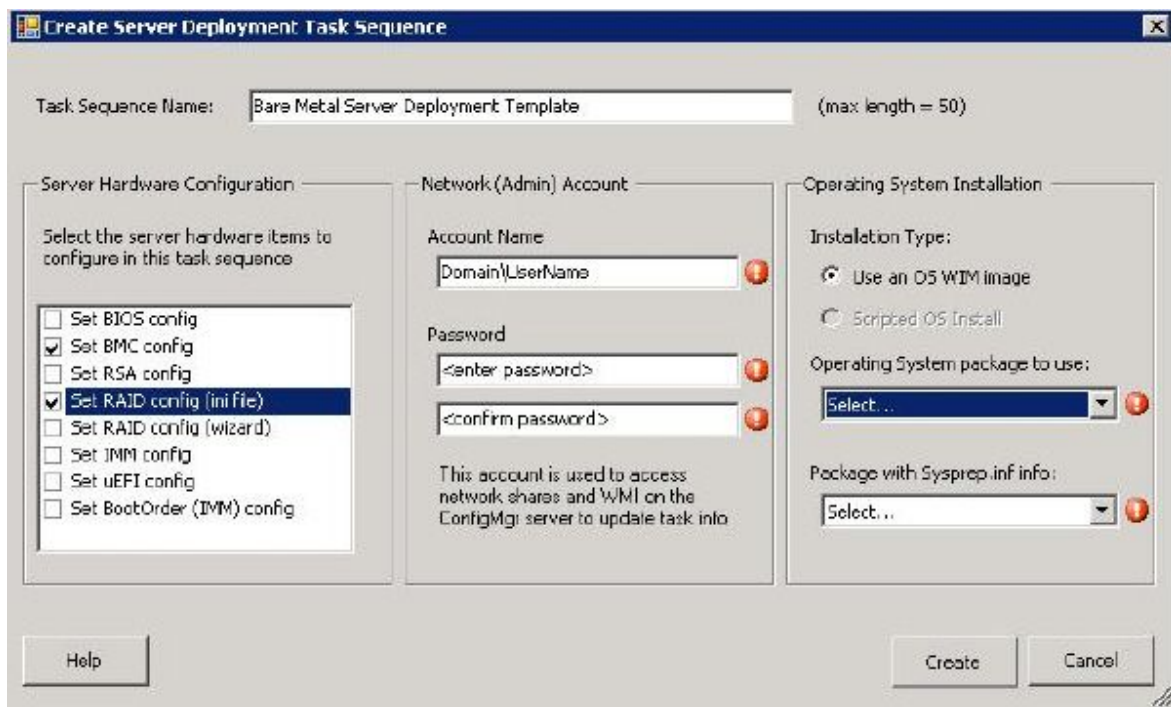 Create Server Deployment Task Sequence
Task Sequence Name:
Bare Metal Server Deployment Template
(max length = 50)
Server Hardware Configuration
Select the server hardware items to
configure in this task sequence
Set BIOS config
Set BMC config
Set RSA config
Set RAID config (ini file)
Set RAID config (wizard)
Set IMM config
Set uEFI config
Set BootOrder (IMM) config
Network (Admin) Account
Account Name
Domain\UserName
Password
<enter password>
<confirm password>
This account is used to access
network shares and WMI on the
ConfigMgr server to update task info
Operating System Installation
Installation Type:
Use an OS WIM image
Scripted OS Install
Operating System package to use:
Select...
Package with Sysprep.inf info:
Select...
Help
Create
Cancel